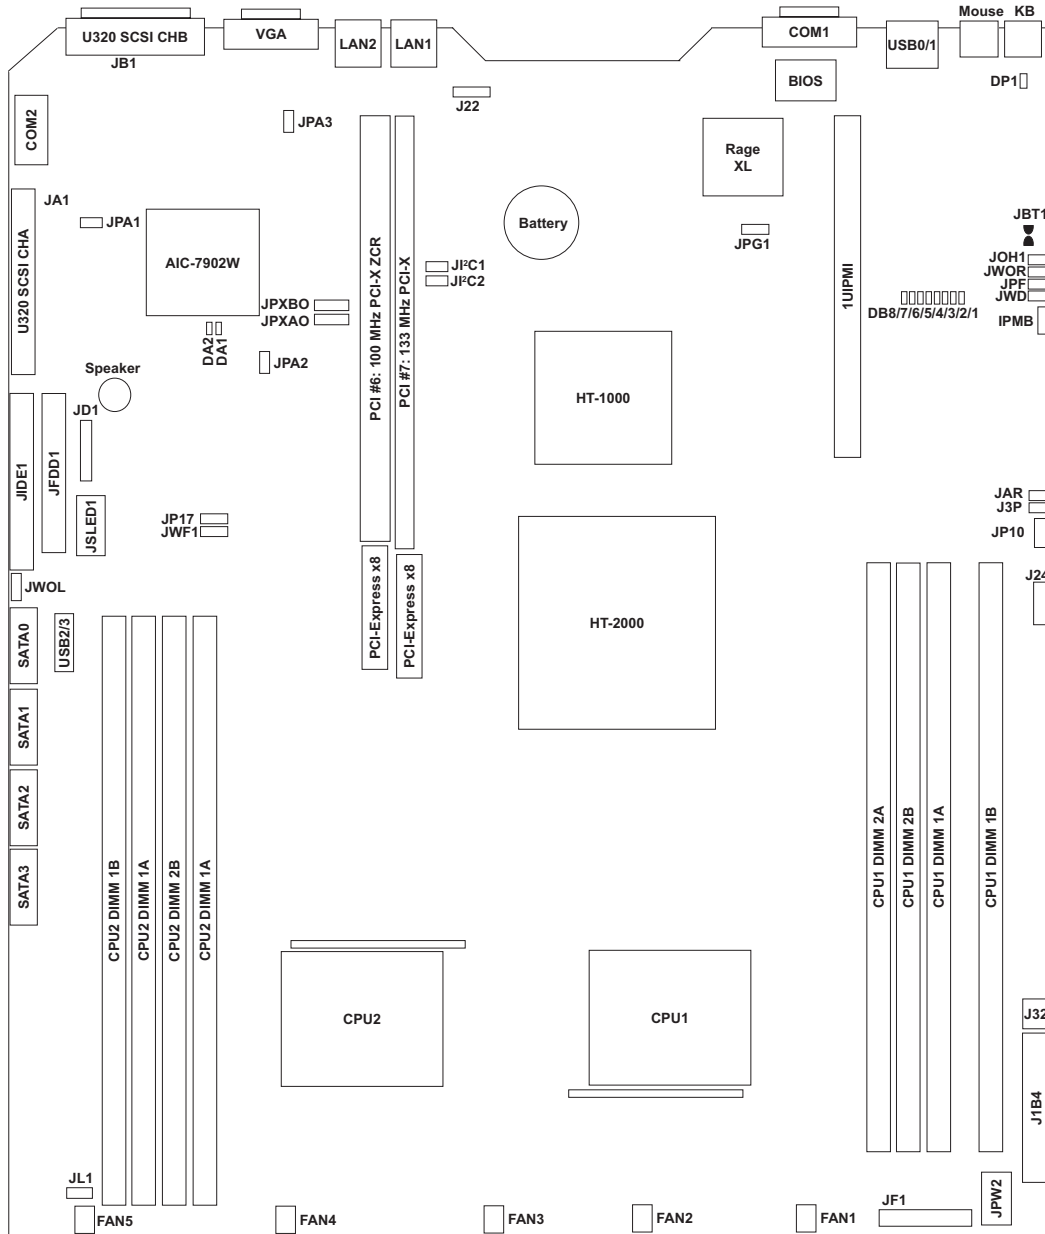 U320 SCSI CHB
JB1
VGA
LAN2
LAN1
COM1
USB0/1
Mouse
KB
BIOS
DP1
J22
COM2
JPA3
Rage
XL
JA1
JPA1
U320 SCSI CHA
AIC-7902W
PCI #6: 100 MHz PCI-X ZCR
PCI #7: 133 MHz PCI-X
Battery
JPG1
1UIPMI
JBT1
JOH1
JWOR
JPF
JWD
IPMB
JI²C1
JI²C2
JPXBO
JPXAO
DB8/7/6/5/4/3/2/1
DA2
DA1
JPA2
Speaker
HT-1000
JD1
JIDE1
JFDD1
JSLED1
JP17
JWF1
JAR
J3P
JP10
PCI-Express x8
PCI-Express x8
JWOL
J24
SATA0
USB2/3
HT-2000
SATA1
SATA2
SATA3
CPU2 DIMM 1B
CPU2 DIMM 1A
CPU2 DIMM 2B
CPU2 DIMM 1A
CPU1 DIMM 2A
CPU1 DIMM 2B
CPU1 DIMM 1A
CPU1 DIMM 1B
CPU2
CPU1
J32
J1B4
JL1
JF1
JPW2
FAN5
FAN4
FAN3
FAN2
FAN1